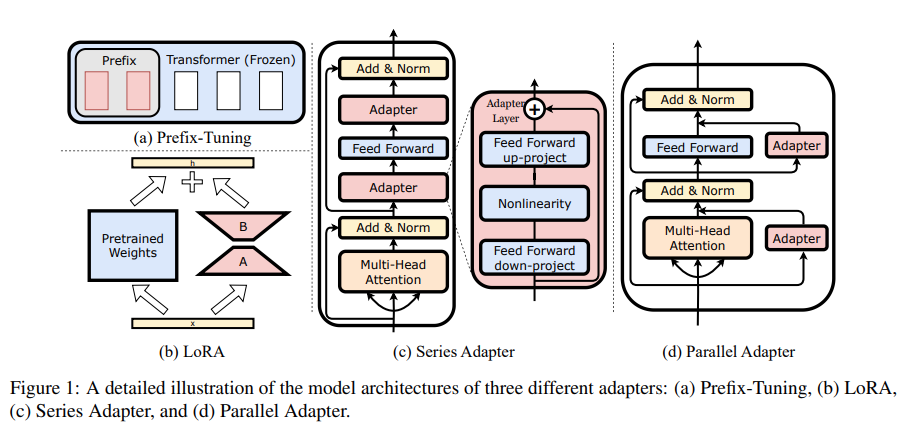 Prefix
Transformer (Frozen)
(a) Prefix-Tuning
h
Pretrained
Weights
B
A
x
(b) LoRA
Add & Norm
Adapter
Feed Forward
Adapter
Add & Norm
Multi-Head
Attention
Adapter
Layer
+
Feed Forward
up-project
Nonlinearity
Feed Forward
down-project
(c) Series Adapter
Add & Norm
Feed Forward
Adapter
Add & Norm
Multi-Head
Attention
Adapter
(d) Parallel Adapter
Figure 1: A detailed illustration of the model architectures of three different adapters: (a) Prefix-Tuning, (b) LoRA,
(c) Series Adapter, and (d) Parallel Adapter.